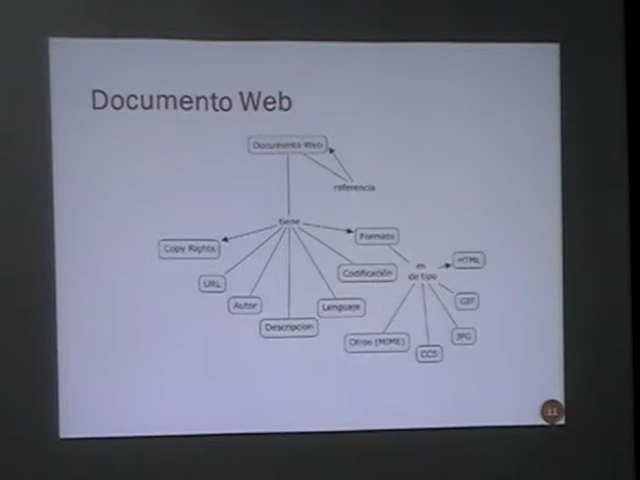 Documento Web
Documento Web
referencia
tiene
Copy Rights
Formato
URL
Codificación
es
de tipo
HTML
Autor
Lenguaje
GIF
Descripcion
Otros (MIME)
CCS
JPG
11